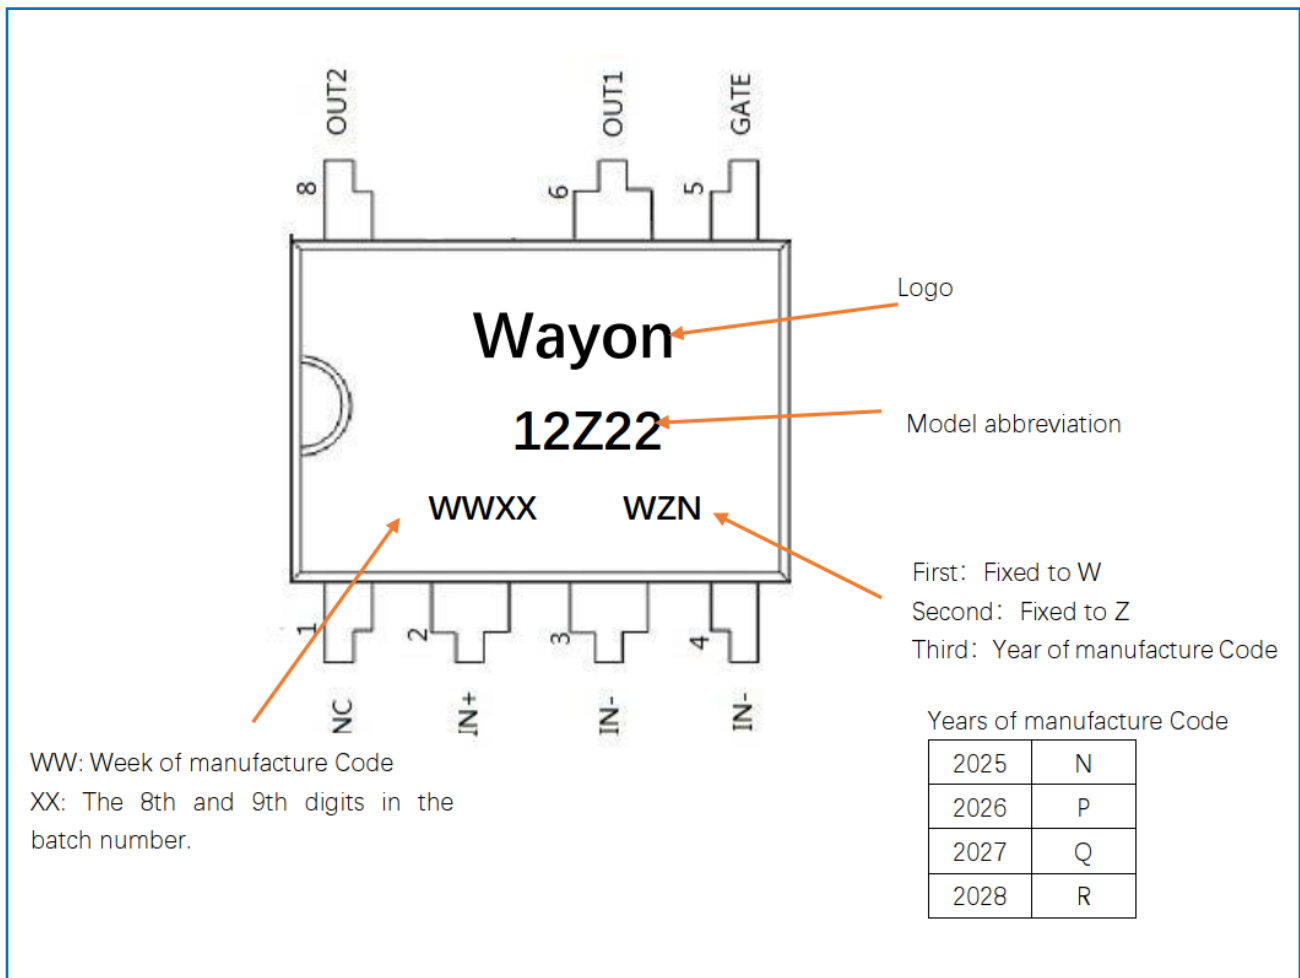 OUT2
OUT1
GATE
8
6
5
Logo
Wayon
12Z22
Model abbreviation
WWXX WZN
First: Fixed to W
Second: Fixed to Z
Third: Year of manufacture Code
1
2
3
4
NC
IN+
IN-
IN-
WW: Week of manufacture Code
XX: The 8th and 9th digits in the
batch number.
Years of manufacture Code
2025 N
2026 P
2027 Q
2028 R